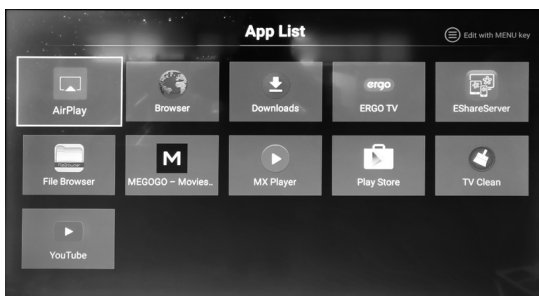 App List
Edit with MENU key
AirPlay
Browser
Downloads
ergo
ERGO TV
EShareServer
File Browser
M
MEGOGO – Movies..
MX Player
Play Store
TV Clean
YouTube